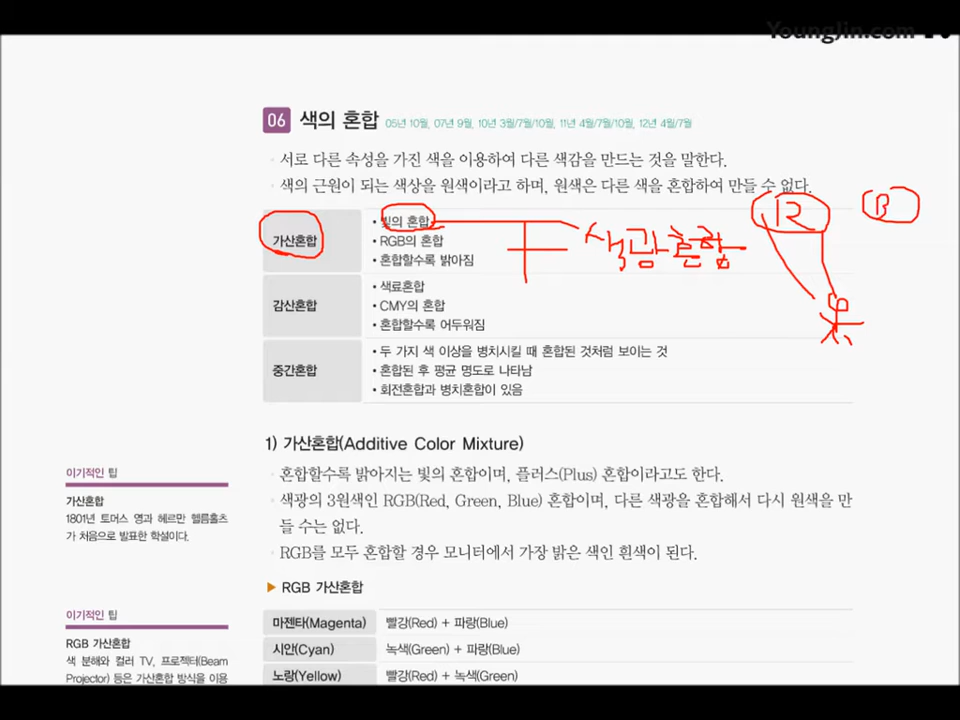 YoungJin.com
06 색의 혼합 05년 10월, 07년 9월, 10년 3월/7월/10월, 11년 4월/7월/10월, 12년 4월/7월
서로 다른 속성을 가진 색을 이용하여 다른 색감을 만드는 것을 말한다.
색의 근원이 되는 색상을 원색이라고 하며, 원색은 다른 색을 혼합하여 만들 수 없다.
R
B
가산혼합
• 빛의 혼합
• RGB의 혼합
• 혼합할수록 밝아짐
색광혼합
감산혼합
• 색료혼합
• CMY의 혼합
• 혼합할수록 어두워짐
중간혼합
• 두 가지 색 이상을 병치시킬 때 혼합된 것처럼 보이는 것
• 혼합된 후 평균 명도로 나타남
• 회전혼합과 병치혼합이 있음
1) 가산혼합(Additive Color Mixture)
혼합할수록 밝아지는 빛의 혼합이며, 플러스(Plus) 혼합이라고도 한다.
색광의 3원색인 RGB(Red, Green, Blue) 혼합이며, 다른 색광을 혼합해서 다시 원색을 만
들 수는 없다.
RGB를 모두 혼합할 경우 모니터에서 가장 밝은 색인 흰색이 된다.
이기적인 팁
가산혼합
1801년 토머스 영과 헤르만 헬름홀츠
가 처음으로 발표한 학설이다.
▶ RGB 가산혼합
마젠타(Magenta) 빨강(Red) + 파랑(Blue)
시안(Cyan) 녹색(Green) + 파랑(Blue)
노랑(Yellow) 빨강(Red) + 녹색(Green)
이기적인 팁
RGB 가산혼합
색 분해와 컬러 TV, 프로젝터(Beam
Projector) 등은 가산혼합 방식을 이용